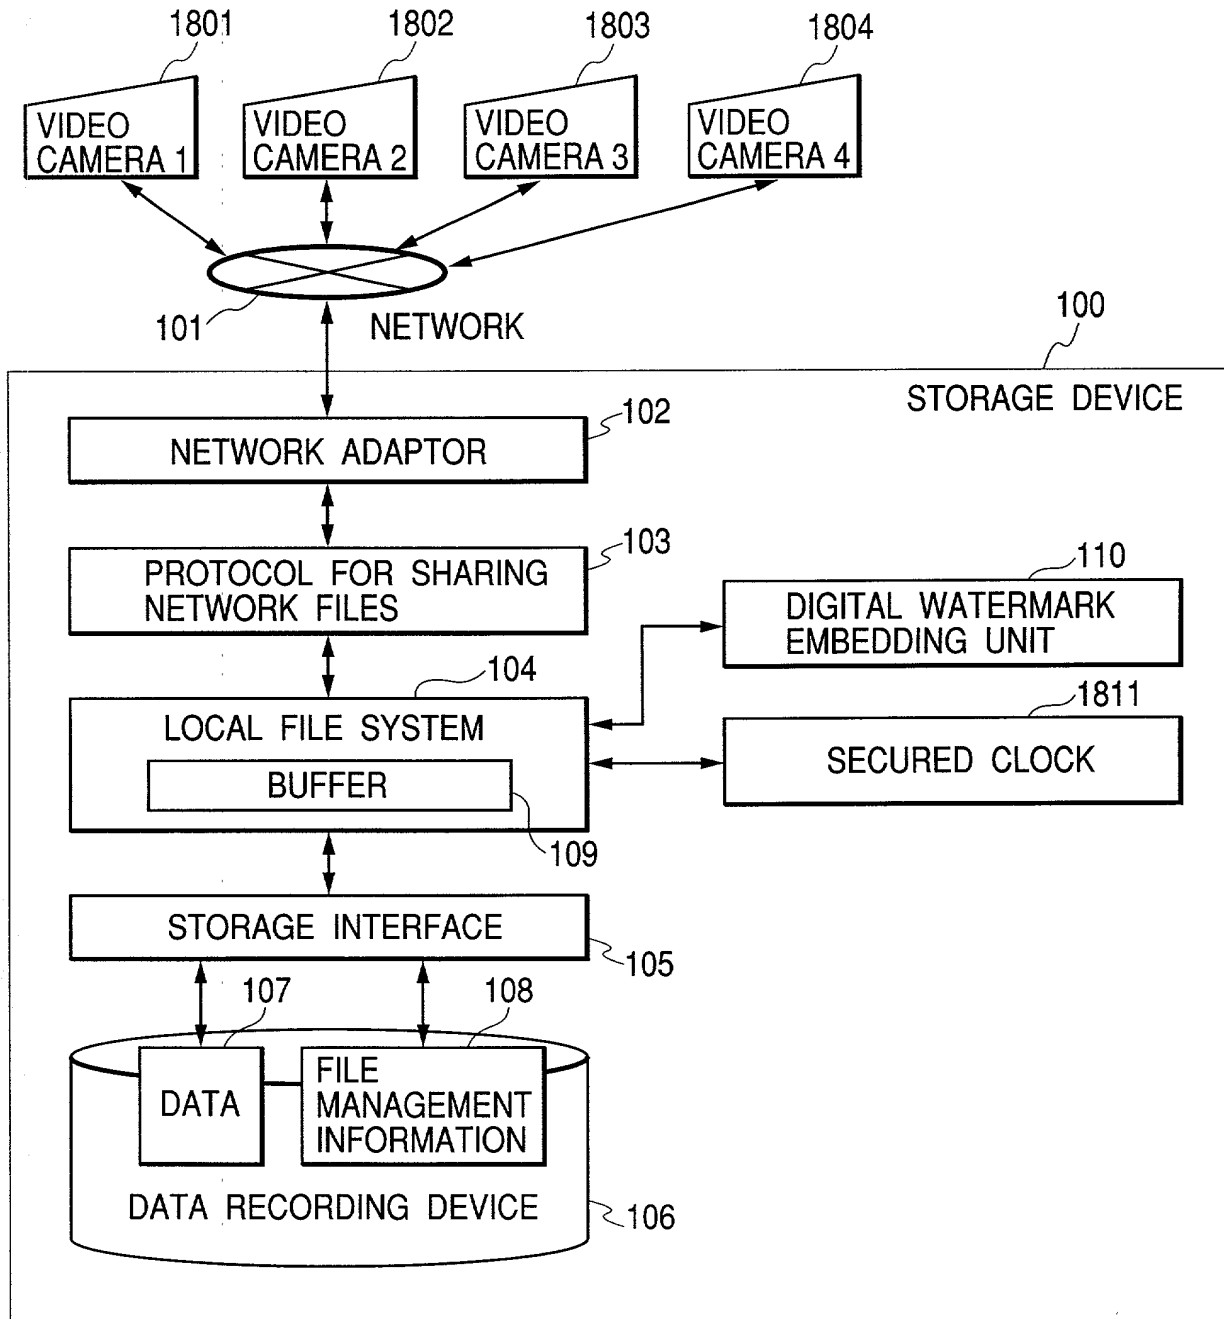 1801
1802
1803
1804
VIDEO
CAMERA 1
VIDEO
CAMERA 2
VIDEO
CAMERA 3
VIDEO
CAMERA 4
101
NETWORK
100
STORAGE DEVICE
102
NETWORK ADAPTOR
103
PROTOCOL FOR SHARING
NETWORK FILES
110
DIGITAL WATERMARK
EMBEDDING UNIT
104
LOCAL FILE SYSTEM
1811
SECURED CLOCK
BUFFER
109
STORAGE INTERFACE
105
107
108
DATA
FILE
MANAGEMENT
INFORMATION
DATA RECORDING DEVICE
106